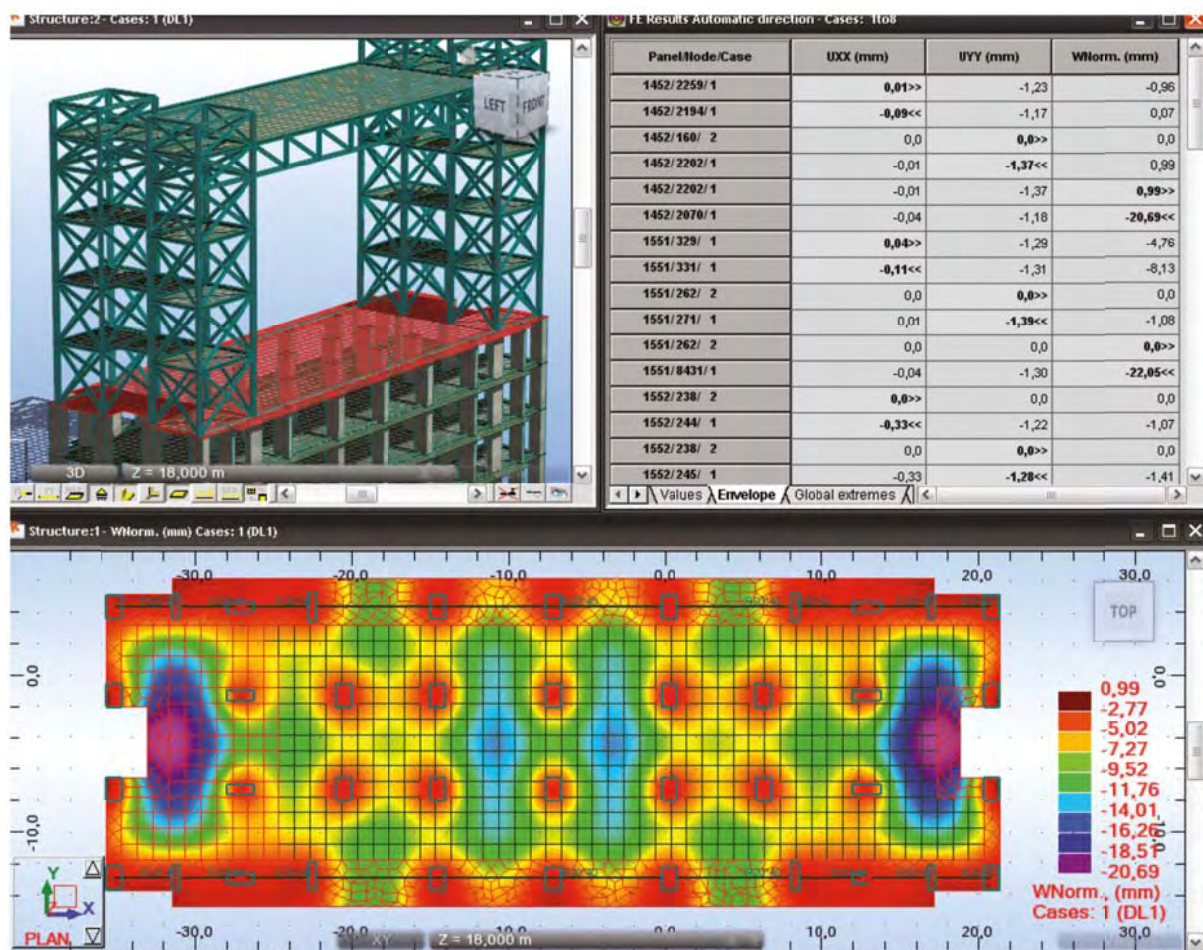 Structure:2- Cases: 1 (DL1)
LEFT
FRONT
3D
Z = 18,000 m
FE Results Automatic direction - Cases: 1to8
Panel/Node/Case UXX (mm) UYY (mm) WNorm. (mm)
1452/2259/1 0,01>> -1,23 -0,96
1452/2194/1 -0,09<< -1,17 0,07
1452/160/ 2 0,0 0,0>> 0,0
1452/2202/1 -0,01 -1,37<< 0,99
1452/2202/1 -0,01 -1,37 0,99>>
1452/2070/1 -0,04 -1,18 -20,69<<
1551/329/ 1 0,04>> -1,29 -4,76
1551/331/ 1 -0,11<< -1,31 -8,13
1551/262/ 2 0,0 0,0>> 0,0
1551/271/ 1 0,01 -1,39<< -1,08
1551/262/ 2 0,0 0,0 0,0>>
1551/8431/1 -0,04 -1,30 -22,05<<
1552/238/ 2 0,0>> 0,0 0,0
1552/244/ 1 -0,33<< -1,22 -1,07
1552/238/ 2 0,0 0,0>> 0,0
1552/245/ 1 -0,33 -1,28<< -1,41
Values Envelope Global extremes
Structure:1- WNorm. (mm) Cases: 1 (DL1)
-30,0 -20,0 -10,0 0,0 10,0 20,0 30,0
TOP
0,0
0,0
-10,0
-10,0
0,99
-2,77
-5,02
-7,27
-9,52
-11,76
-14,01
-16,26
-18,51
-20,69
WNorm. (mm)
Cases: 1 (DL1)
Y
Z
X
PLAN.
-30,0 -20,0 -10,0 0,0 10,0 20,0 30,0
XY
Z = 18,000 m